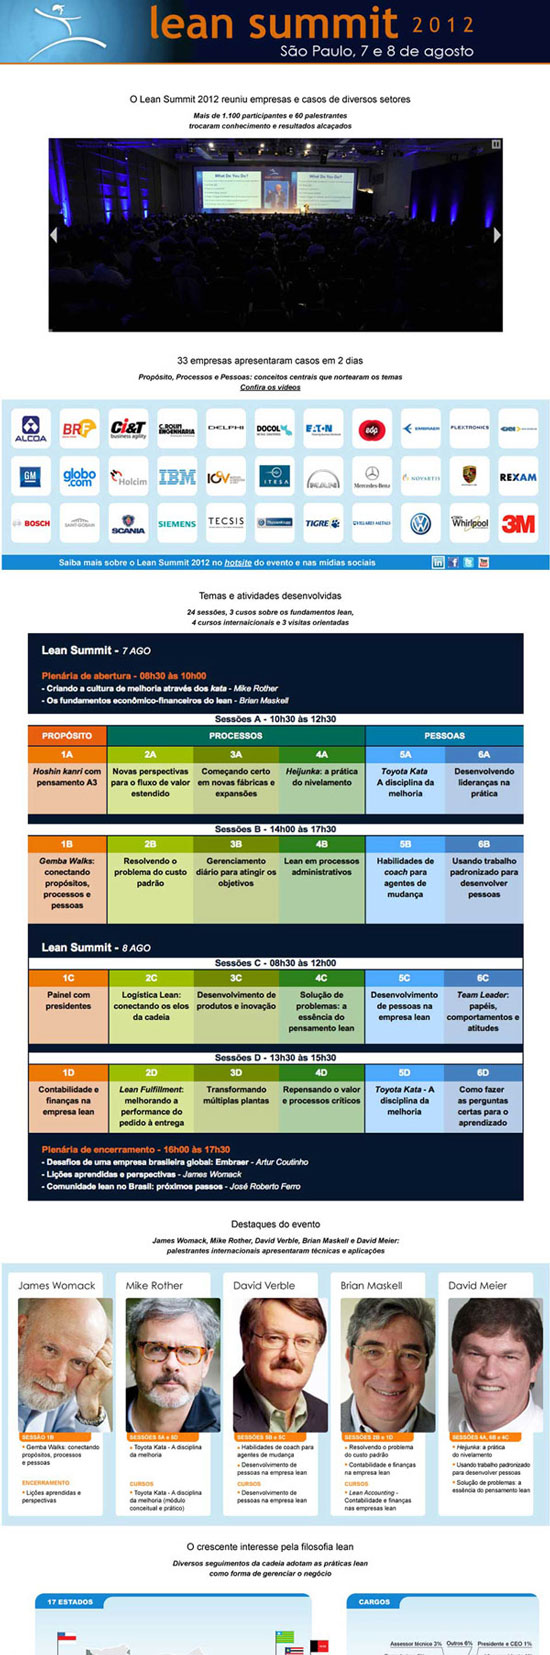 lean summit 2012
São Paulo, 7 e 8 de agosto
O Lean Summit 2012 reuniu empresas e casos de diversos setores
Mais de 1.100 participantes e 60 palestrantes
trocaram conhecimento e resultados alcaçados
What Do You Do?
What Do You Do?
33 empresas apresentaram casos em 2 dias
Propósito, Processos e Pessoas: conceitos centrais que nortearam os temas
Confira os vídeos
ALCOA
BRF
CI&T
business agility
C.ROLIM
ENGENHARIA
DELPHI
DOCOL
EATON
edp
EMBRAER
FLEXTRONICS
GEI
GM
globo
.com
Holcim
IBM
IOV
ITESA
MAN
Mercedes-Benz
NOVARTIS
REXAM
BOSCH
SAINT-GOBAIN
SCANIA
SIEMENS
TECSIS
ThyssenKrupp
TIGRE
VILLARES METALS
Whirlpool
3M
Saiba mais sobre o Lean Summit 2012 no hotsite do evento e nas mídias sociais
Temas e atividades desenvolvidas
24 sessões, 3 cusos sobre os fundamentos lean,
4 cursos internaicionais e 3 visitas orientadas
Lean Summit - 7 AGO
Plenária de abertura - 08h30 às 10h00
- Criando a cultura de melhoria através dos kata - Mike Rother
- Os fundamentos econômico-financeiros do lean - Brian Maskell
Sessões A - 10h30 às 12h30
PROPÓSITO PROCESSOS PESSOAS
1A 2A 3A 4A 5A 6A
Hoshin kanri com Novas perspectivas Começando certo Heijunka: a prática Toyota Kata Desenvolvendo
pensamento A3 para o fluxo de valor em novas fábricas e do nivelamento A disciplina da lideranças na
estendido expansões melhoria prática
Sessões B - 14h00 às 17h30
1B 2B 3B 4B 5B 6B
Gemba Walks: Resolvendo o Gerenciamento Lean em processos Habilidades de Usando trabalho
conectando problema do custo diário para atingir os administrativos coach para padronizado para
propósitos, padrão objetivos agentes de desenvolver
processos e mudança pessoas
pessoas
Lean Summit - 8 AGO
Sessões C - 08h30 às 12h00
1C 2C 3C 4C 5C 6C
Painel com Logística Lean: Desenvolvimento de Solução de Desenvolvimento Team Leader:
presidentes conectando os elos produtos e inovação problemas: a de pessoas na papéis,
da cadeia essência do empresa lean comportamentos e
pensamento lean atitudes
Sessões D - 13h30 às 15h30
1D 2D 3D 4D 5D 6D
Contabilidade e Lean Fulfillment: Transformando Repensando o valor Toyota Kata - A Como fazer
finanças na melhorando a múltiplas plantas e processos críticos disciplina da as perguntas
empresa lean performance do melhoria certas para o
pedido à entrega aprendizado
Plenária de encerramento - 16h00 às 17h30
- Desafios de uma empresa brasileira global: Embraer - Artur Coutinho
- Lições aprendidas e perspectivas - James Womack
- Comunidade lean no Brasil: próximos passos - José Roberto Ferro
Destaques do evento
James Womack, Mike Rother, David Verble, Brian Maskell e David Meier:
palestrantes internacionais apresentaram técnicas e aplicações
James Womack Mike Rother David Verble Brian Maskell David Meier
SESSÃO 1B
Gemba Walks: conectando
propósitos, processos
e pessoas
ENCERRAMENTO
Lições aprendidas e
perspectivas
SESSÕES 5A e 5D
Toyota Kata - A disciplina
da melhoria
CURSOS
Toyota Kata - A disciplina
da melhoria (módulo
conceitual e prático)
SESSÕES 5B e 5C
Habilidades de coach para
agentes de mudança
Desenvolvimento de
pessoas na empresa lean
CURSOS
Desenvolvimento de
pessoas na empresa lean
SESSÕES 2B e 1D
Resolvendo o problema
do custo padrão
Contabilidade e finanças
na empresa lean
CURSOS
Lean Accounting -
Contabilidade e finanças
nas empresas lean
SESSÕES 4A, 6B e 4C
Heijunka: a prática
do nivelamento
Usando trabalho padronizado
para desenvolver pessoas
Solução de problemas: a
essência do pensamento lean
O crescente interesse pela filosofia lean
Diversos seguimentos da cadeia adotam as práticas lean
como forma de gerenciar o negócio
17 ESTADOS
CARGOS
Assessor técnico 3% Outros 6% Presidente e CEO 1%